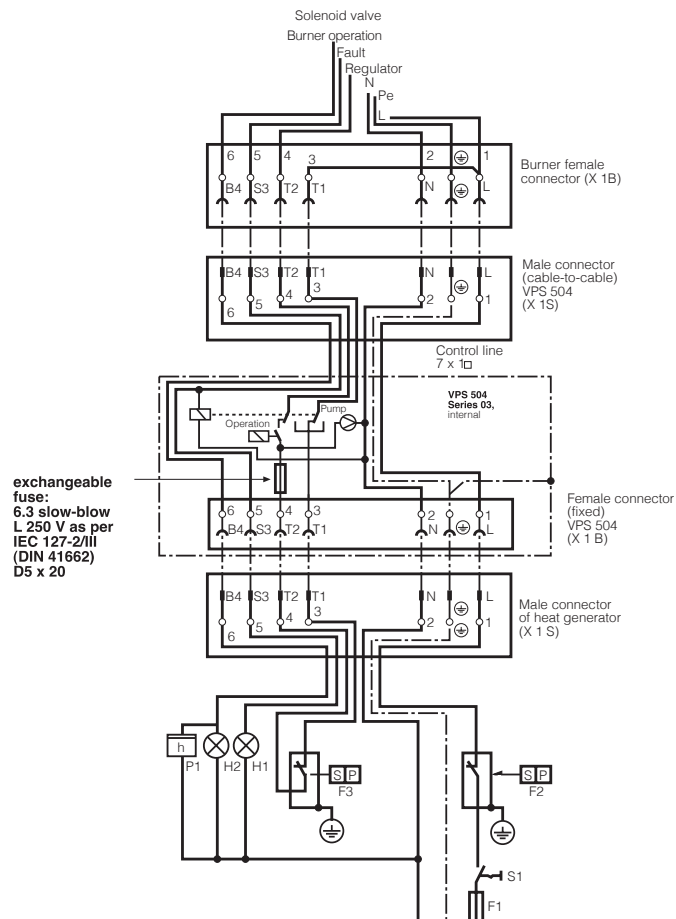 Solenoid valve
Burner operation
Fault
Regulator
N
Pe
L
6 5 4 3 2 1
B4 S3 T2 T1 N L
Burner female
connector (X 1B)
B4 S3 T2 T1 N L
6 5 4 3 2 1
Male connector
(cable-to-cable)
VPS 504
(X 1S)
Control line
7 x 1□
VPS 504
Series 03,
internal
Pump
Operation
exchangeable
fuse:
6.3 slow-blow
L 250 V as per
IEC 127-2/III
(DIN 41662)
D5 x 20
6 5 4 3 2 1
B4 S3 T2 T1 N L
Female connector
(fixed)
VPS 504
(X 1 B)
B4 S3 T2 T1 N L
6 5 4 3 2 1
Male connector
of heat generator
(X 1 S)
h
P1
H2
H1
S P
F3
S P
F2
S1
F1